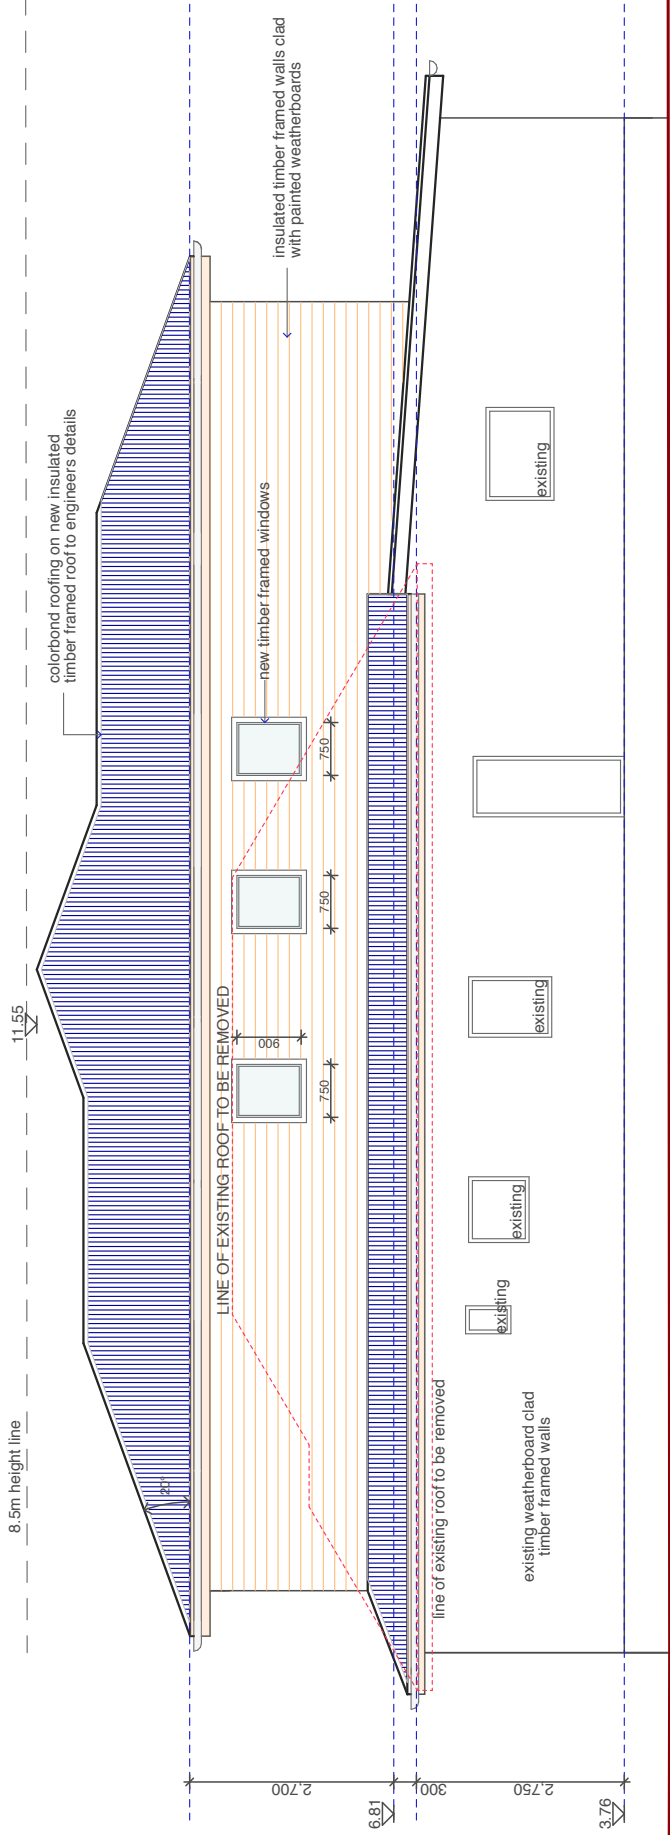 8.5m height line
11.55
colorbond roofing on new insulated
timber framed roof to engineers details
20°
insulated timber framed walls clad
with painted weatherboards
LINE OF EXISTING ROOF TO BE REMOVED
new timber framed windows
900
750
750
750
line of existing roof to be removed
existing weatherboard clad
timber framed walls
existing
existing
existing
existing
2,700
300
2,750
6.81
3.76